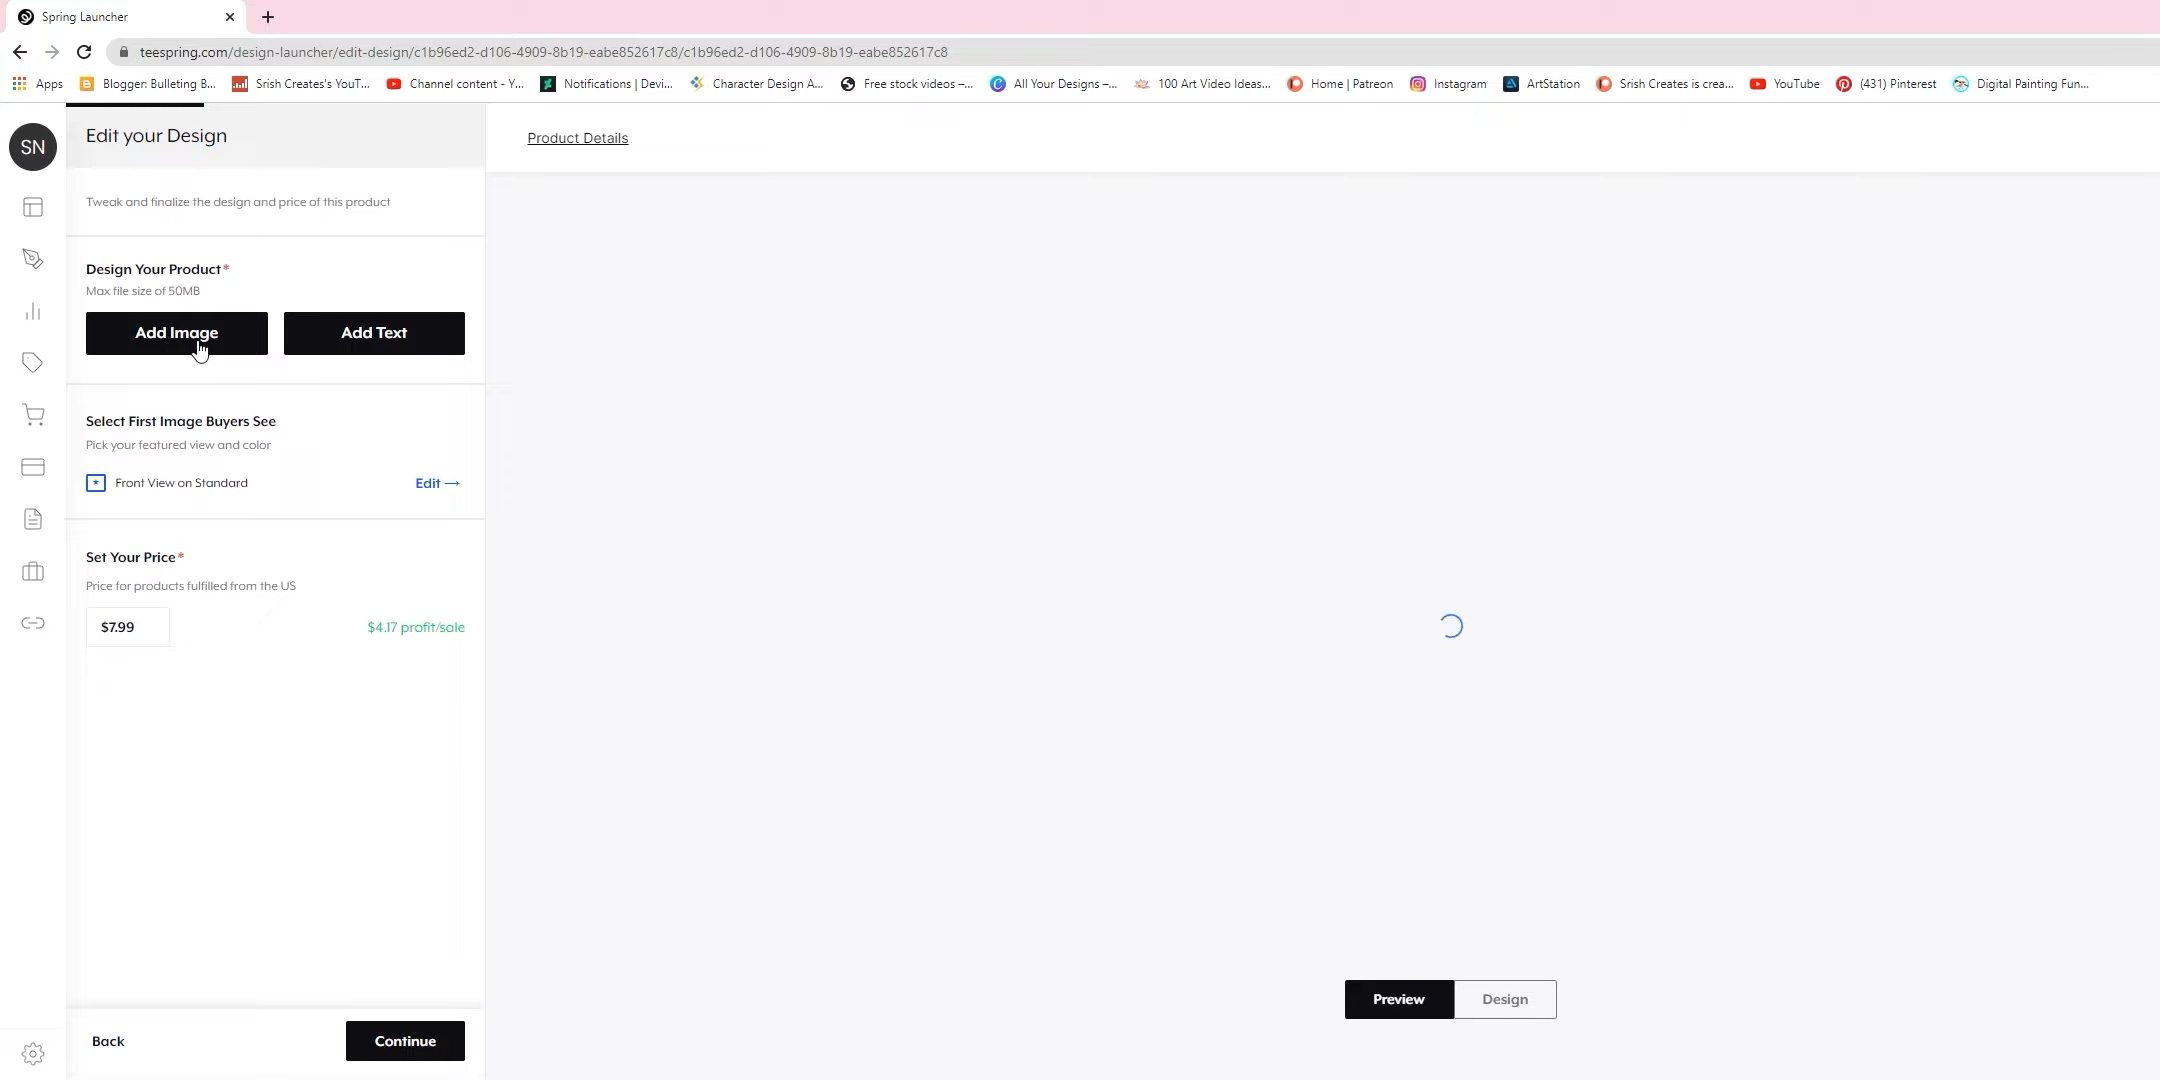 Spring Launcher
teespring.com/design-launcher/edit-design/c1b96ed2-d106-4909-8b19-eabe852617c8/c1b96ed2-d106-4909-8b19-eabe852617c8
Apps Blogger: Bulleting B... Srish Creates's YouT... Channel content - Y... Notifications | Devi... Character Design A... Free stock videos –... All Your Designs –... 100 Art Video Ideas... Home | Patreon Instagram ArtStation Srish Creates is crea... YouTube (431) Pinterest Digital Painting Fun...
SN
Edit your Design
Product Details
Tweak and finalize the design and price of this product
Design Your Product*
Max file size of 50MB
Add Image Add Text
Select First Image Buyers See
Pick your featured view and color
Front View on Standard Edit →
Set Your Price*
Price for products fulfilled from the US
$7.99 $4.17 profit/sale
Preview Design
Back Continue